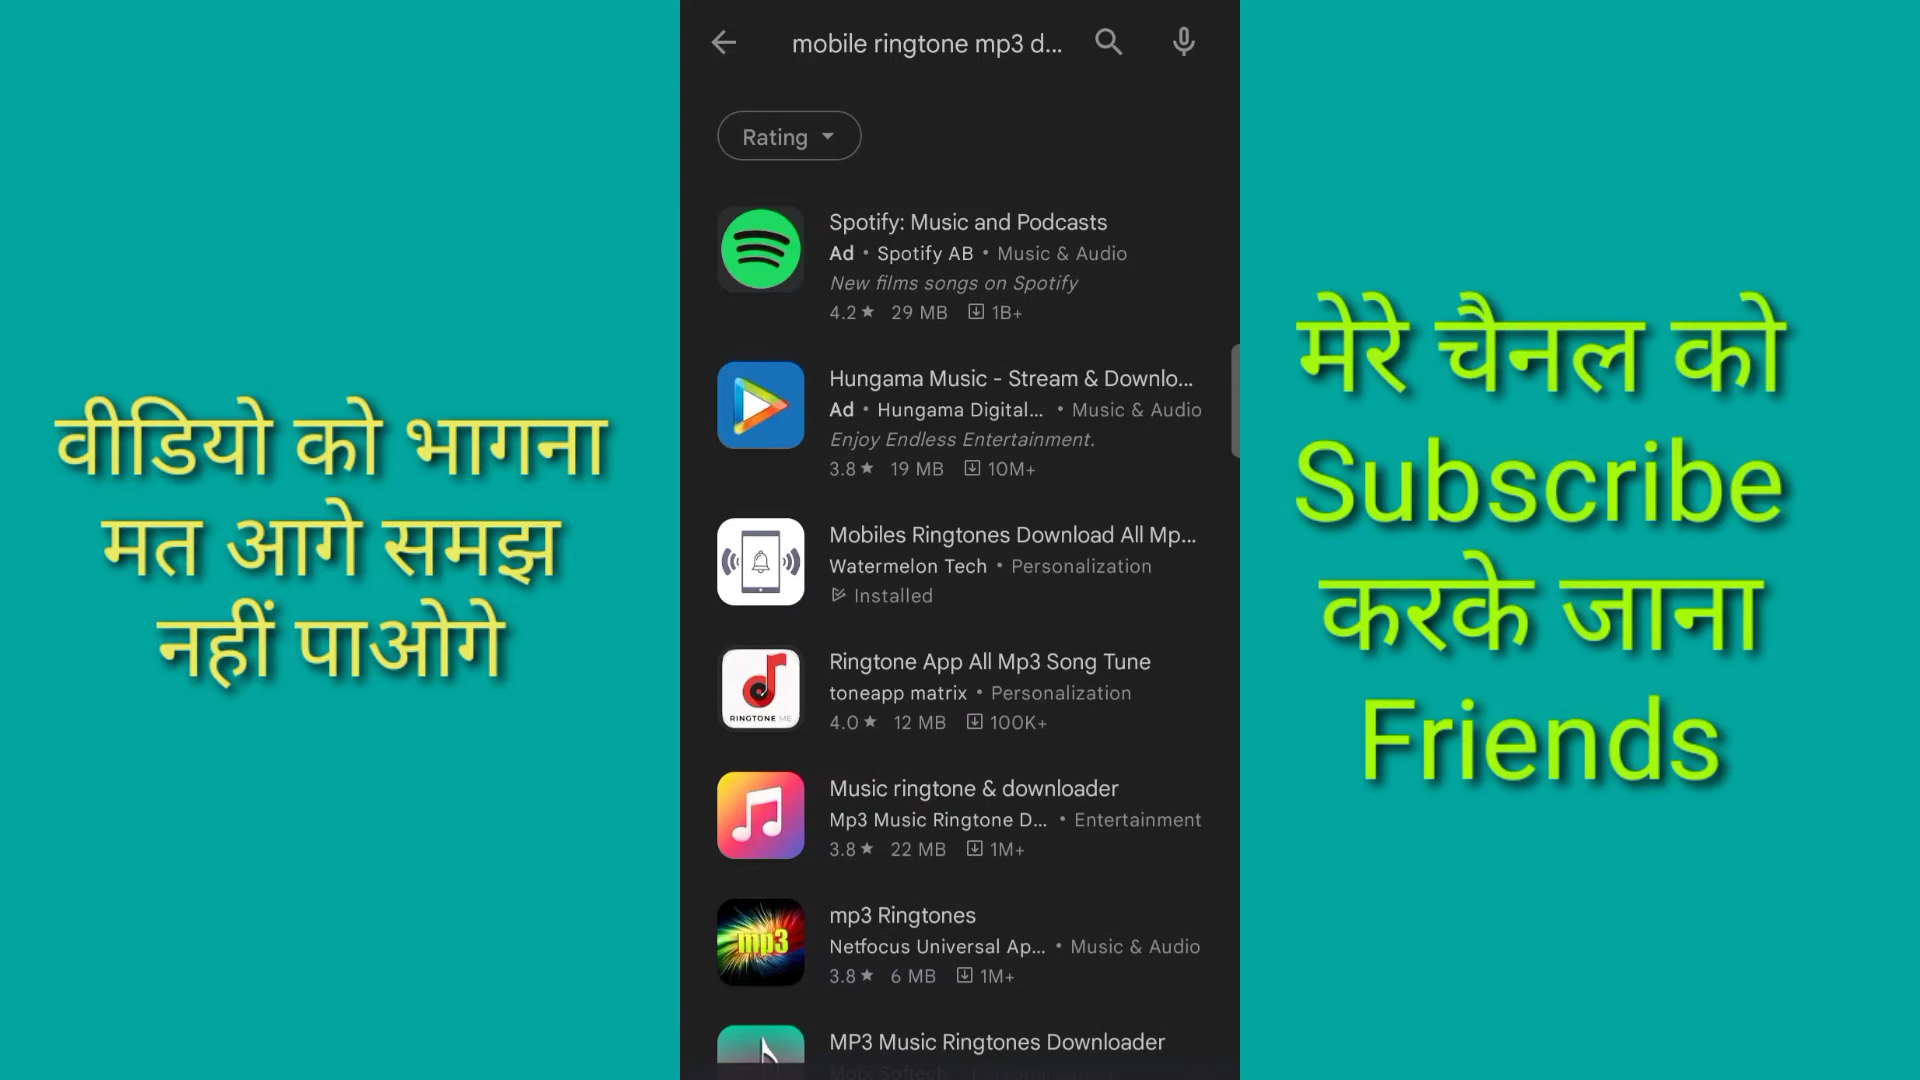 वीडियो को भागना
मत आगे समझ
नहीं पाओगे
mobile ringtone mp3 d...
Rating
Spotify: Music and Podcasts
Ad • Spotify AB • Music & Audio
New films songs on Spotify
4.2★ 29 MB 1B+
Hungama Music - Stream & Downlo...
Ad • Hungama Digital... • Music & Audio
Enjoy Endless Entertainment.
3.8★ 19 MB 10M+
Mobiles Ringtones Download All Mp...
Watermelon Tech • Personalization
Installed
RINGTONE ME
Ringtone App All Mp3 Song Tune
toneapp matrix • Personalization
4.0★ 12 MB 100K+
Music ringtone & downloader
Mp3 Music Ringtone D... • Entertainment
3.8★ 22 MB 1M+
mp3
mp3 Ringtones
Netfocus Universal Ap... • Music & Audio
3.8★ 6 MB 1M+
MP3 Music Ringtones Downloader
मेरे चैनल को
Subscribe
करके जाना
Friends